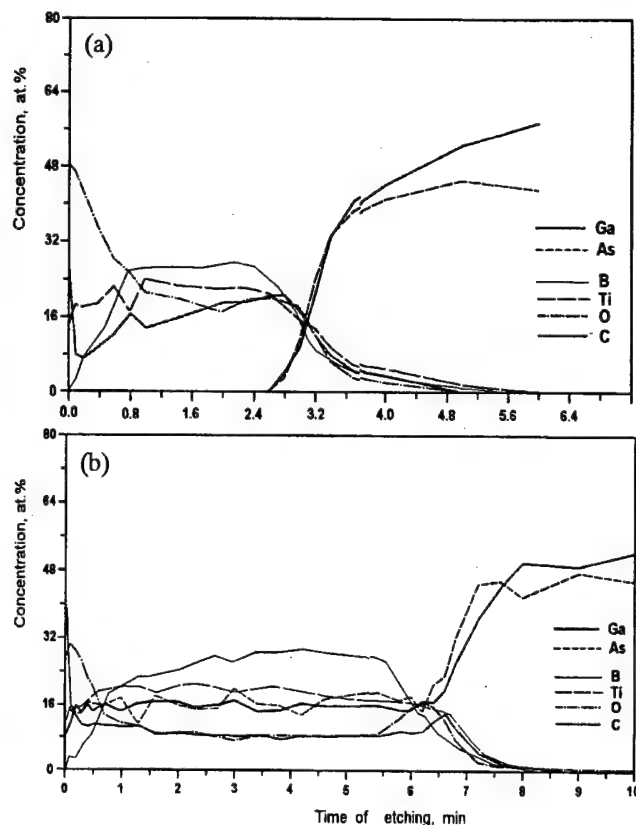 (a)
Concentration, at.%
80
64
48
32
16
0
0.0 0.8 1.6 2.4 3.2 4.0 4.8 5.6 6.4
Ga
As
B
Ti
O
C
(b)
Concentration, at.%
80
64
48
32
16
0
0 1 2 3 4 5 6 7 8 9 10
Ga
As
B
Ti
O
C
Time of etching, min